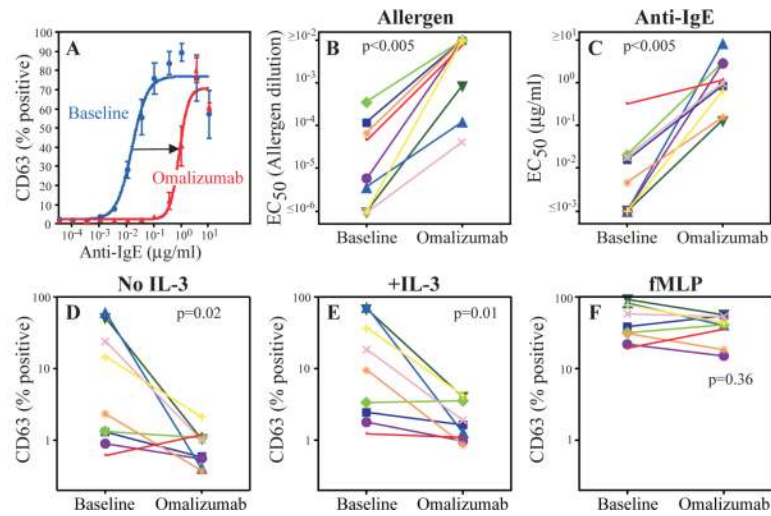 Allergen
Anti-IgE
A
CD63 (% positive)
100
90
80
70
60
50
40
30
20
10
0
Baseline
Omalizumab
10⁻⁴ 10⁻³ 10⁻² 10⁻¹ 10⁰ 10¹
Anti-IgE (µg/ml)
B
p<0.005
EC₅₀ (Allergen dilution)
≥10⁻²
10⁻³
10⁻⁴
10⁻⁵
≤10⁻⁶
Baseline Omalizumab
C
p<0.005
EC₅₀ (µg/ml)
≥10¹
10⁰
10⁻¹
10⁻²
≤10⁻³
Baseline Omalizumab
No IL-3
+IL-3
fMLP
D
p=0.02
CD63 (% positive)
100
10
1
Baseline Omalizumab
E
p=0.01
CD63 (% positive)
100
10
1
Baseline Omalizumab
F
p=0.36
CD63 (% positive)
100
10
1
Baseline Omalizumab